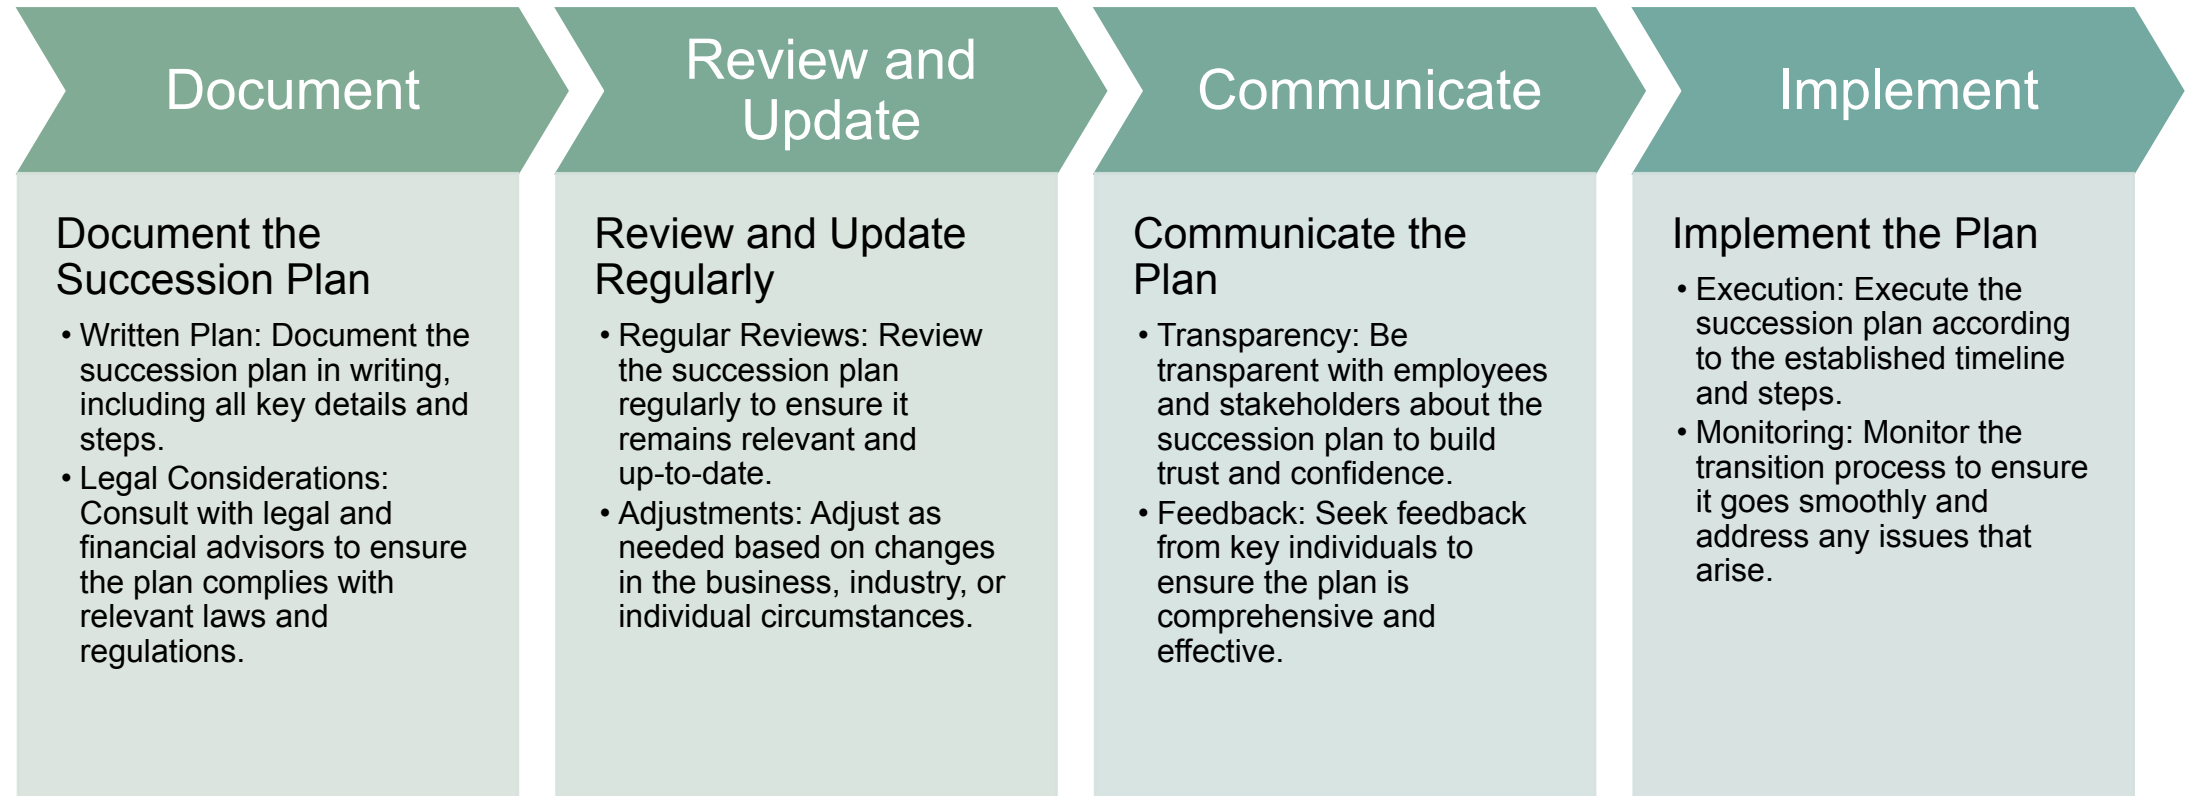 Document
Review and
Update
Communicate
Implement
Document the
Succession Plan
• Written Plan: Document the
succession plan in writing,
including all key details and
steps.
• Legal Considerations:
Consult with legal and
financial advisors to ensure
the plan complies with
relevant laws and
regulations.
Review and Update
Regularly
• Regular Reviews: Review
the succession plan
regularly to ensure it
remains relevant and
up-to-date.
• Adjustments: Adjust as
needed based on changes
in the business, industry, or
individual circumstances.
Communicate the
Plan
• Transparency: Be
transparent with employees
and stakeholders about the
succession plan to build
trust and confidence.
• Feedback: Seek feedback
from key individuals to
ensure the plan is
comprehensive and
effective.
Implement the Plan
• Execution: Execute the
succession plan according
to the established timeline
and steps.
• Monitoring: Monitor the
transition process to ensure
it goes smoothly and
address any issues that
arise.